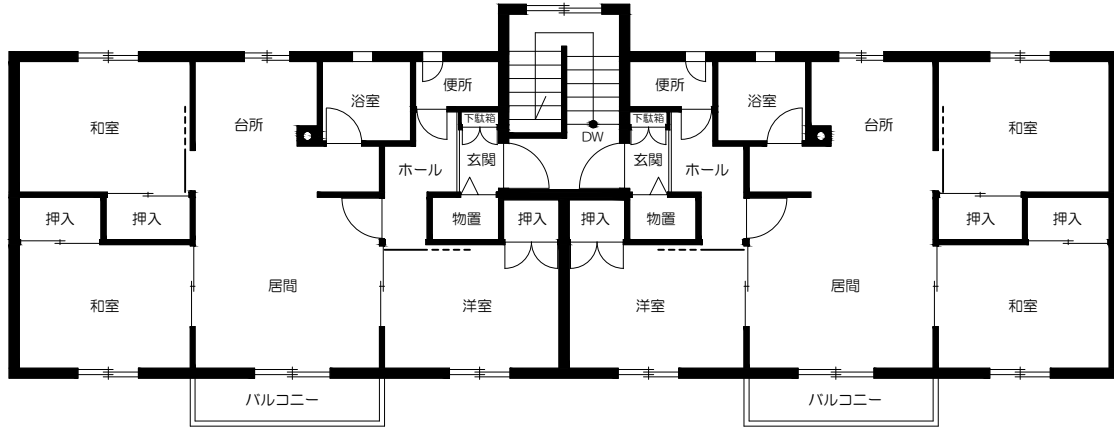 便所
便所
浴室
浴室
下駄箱
下駄箱
和室
台所
DW
台所
和室
ホール
玄関
玄関
ホール
押入
押入
物置
押入
押入
物置
押入
押入
和室
居間
洋室
洋室
居間
和室
バルコニー
バルコニー